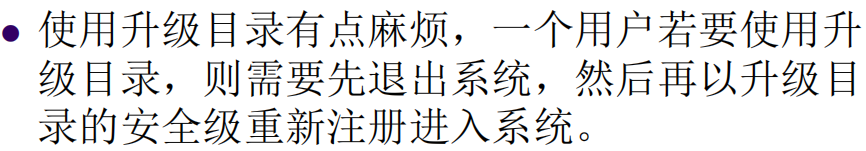 ● 使用升级目录有点麻烦，一个用户若要使用升
级目录，则需要先退出系统，然后再以升级目
录的安全级重新注册进入系统。